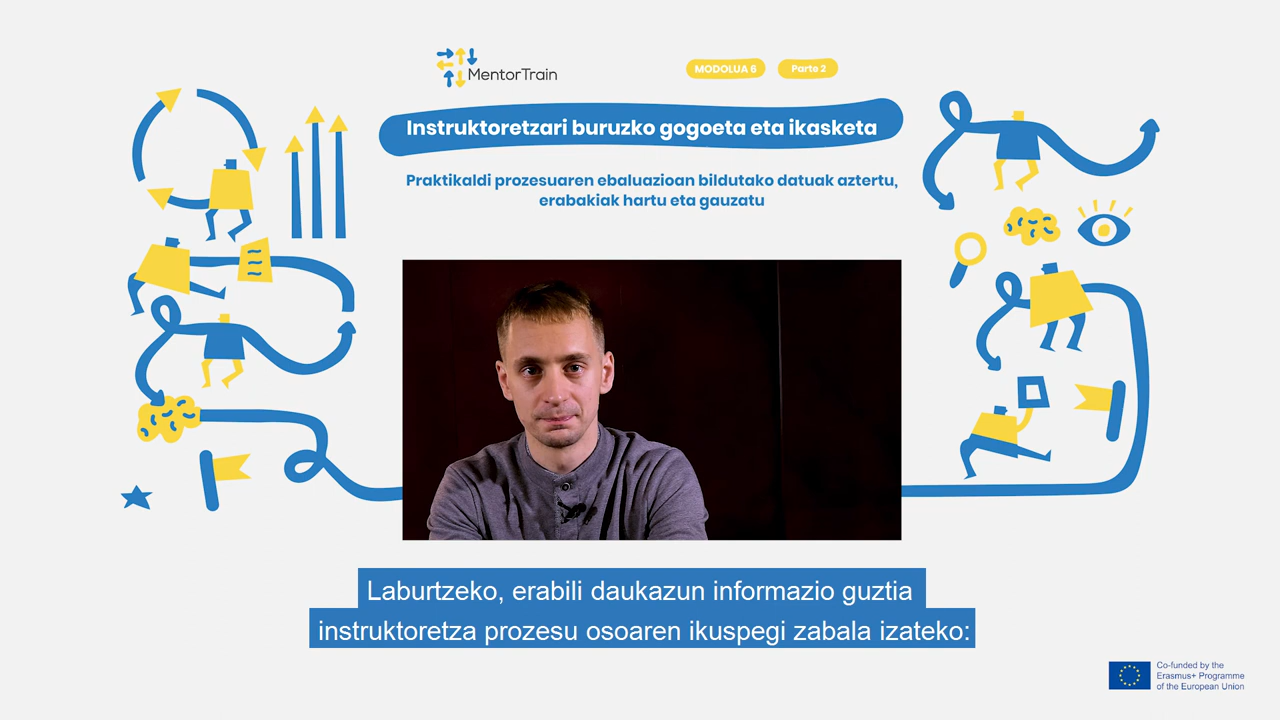 MentorTrain
MODOLUA 6
Parte 2
Instruktoretzari buruzko gogoeta eta ikasketa
Praktikaldi prozesuaren ebaluazioan bildutako datuak aztertu,
erabakiak hartu eta gauzatu
Laburtzeko, erabili daukazun informazio guztia
instruktoretza prozesu osoaren ikuspegi zabala izateko:
Co-funded by the
Erasmus+ Programme
of the European Union